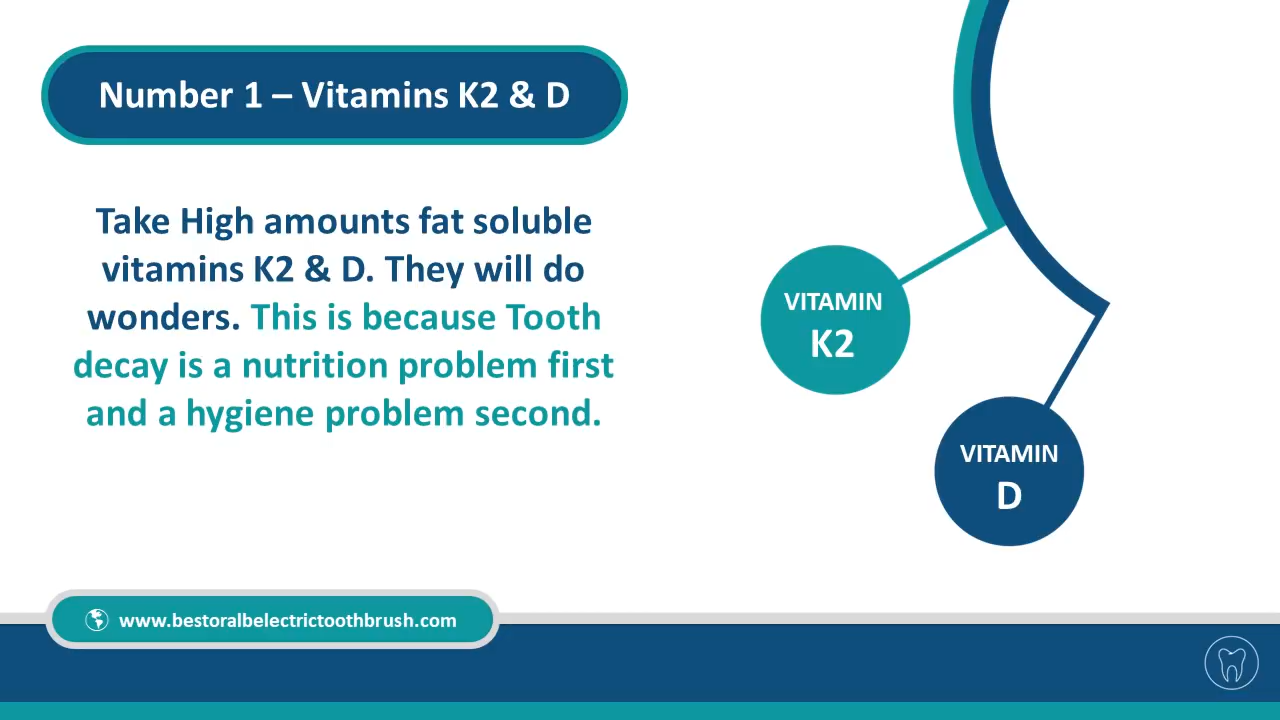 Number 1 – Vitamins K2 & D
Take High amounts fat soluble
vitamins K2 & D. They will do
wonders. This is because Tooth
decay is a nutrition problem first
and a hygiene problem second.
VITAMIN
K2
VITAMIN
D
www.bestoralbelectrictoothbrush.com